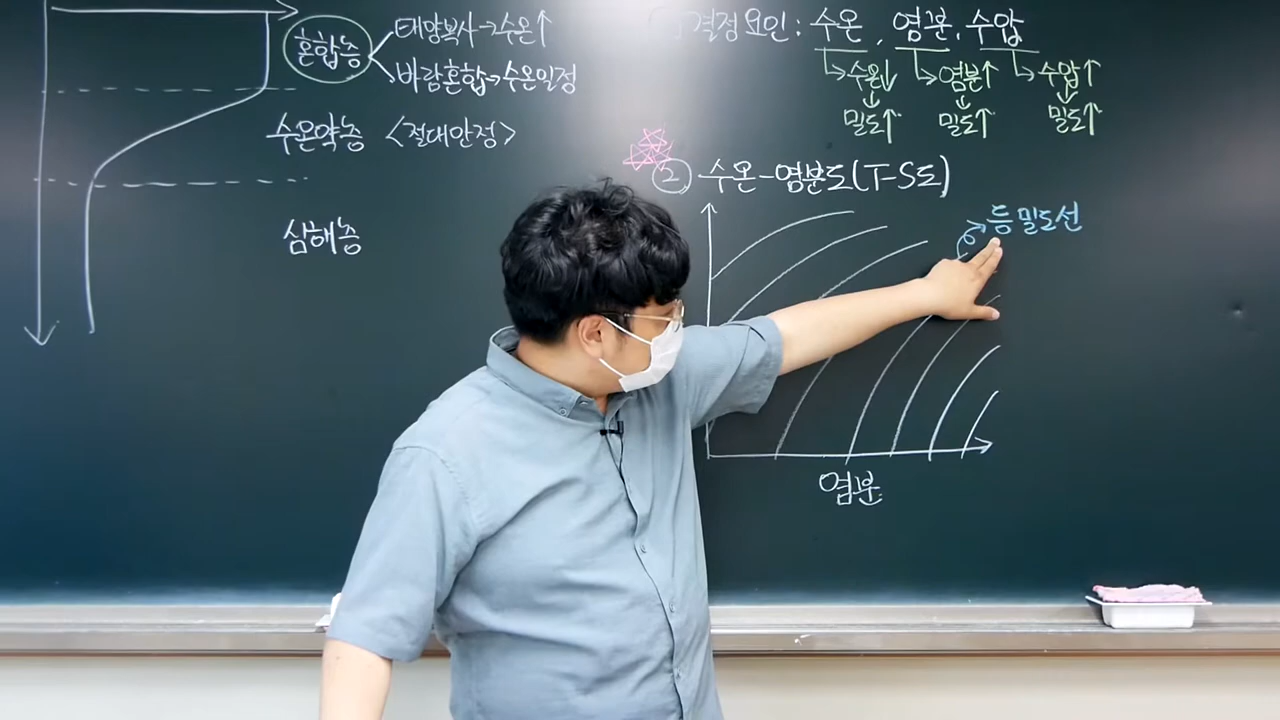 혼합층
태양복사→수온↑
바람혼합→수온일정
수온약층 <절대안정>
심해층
결정요인: 수온, 염분, 수압
→수온↓ →염분↑ →수압↑
밀도↑ 밀도↑ 밀도↑
② 수온-염분도(T-S도)
등밀도선
염분